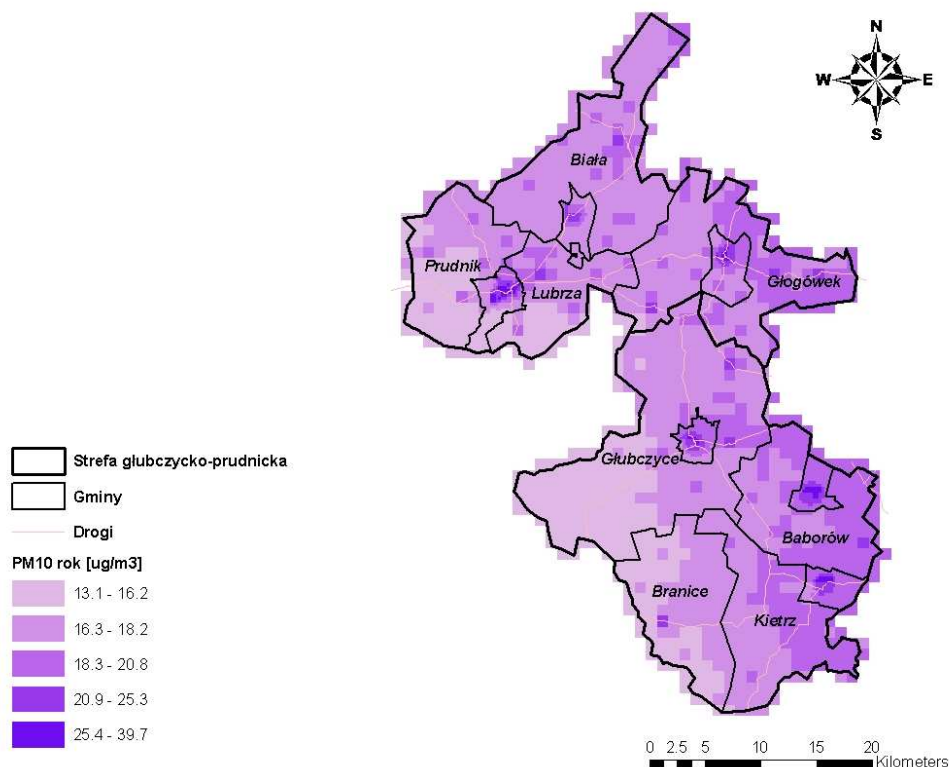 N
W E
S
Biała
Prudnik
Lubrza
Głogówek
Głubczyce
Baborów
Branice
Kietrz
Strefa głubczycko-prudnicka
Gminy
Drogi
PM10 rok [ug/m3]
13.1 - 16.2
16.3 - 18.2
18.3 - 20.8
20.9 - 25.3
25.4 - 39.7
0 2.5 5 10 15 20
Kilometers